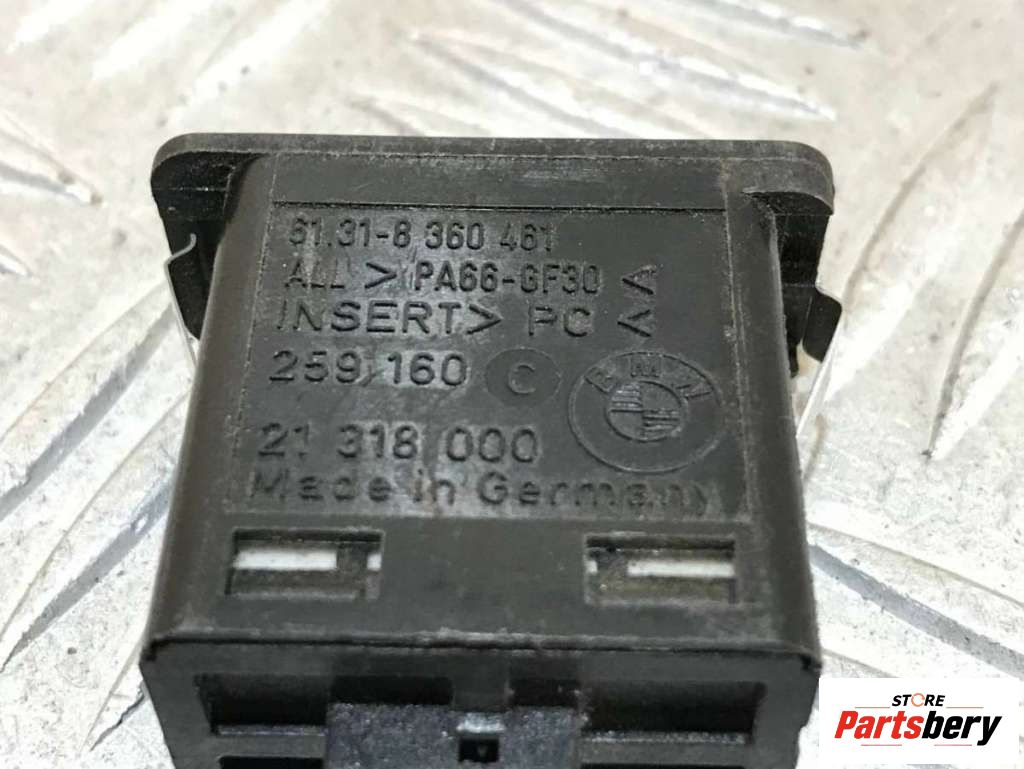 61.31-8 360 461
ALL > PA66-GF30 <
INSERT> PC <
259 160 C
BMW
21 318 000
Made in Germany
STORE
Partsbery